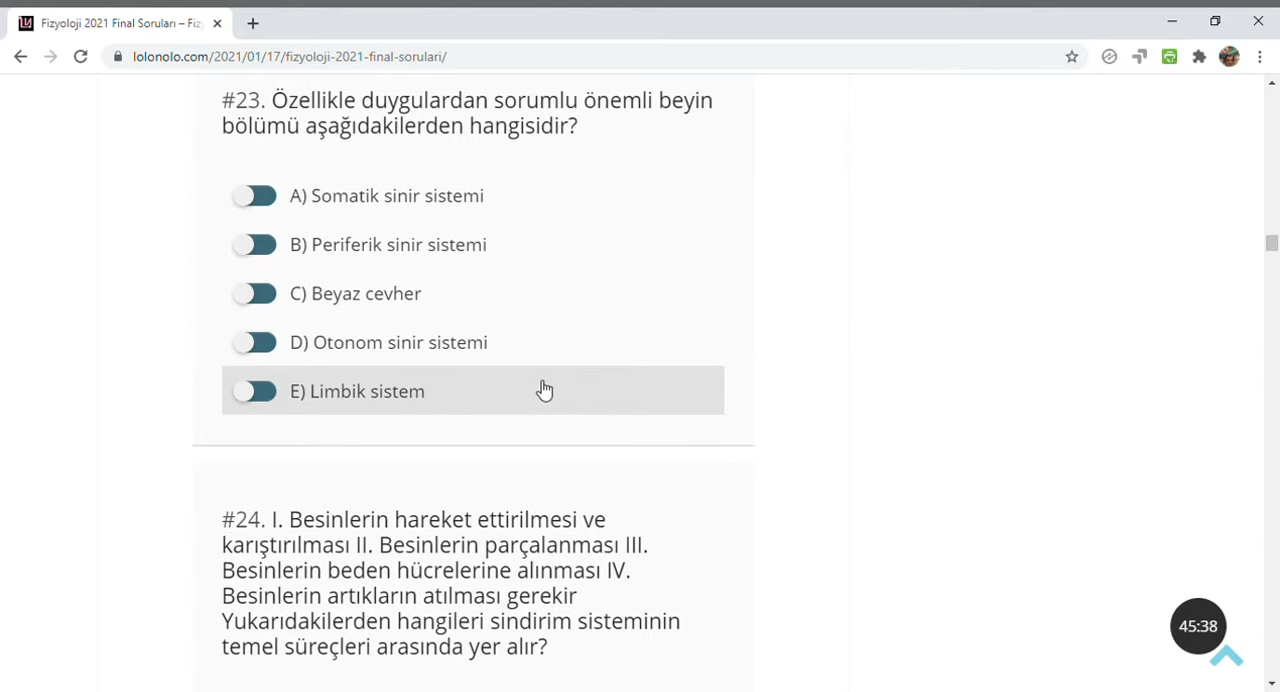 Fizyoloji 2021 Final Soruları – Fiz
lolonolo.com/2021/01/17/fizyoloji-2021-final-sorulari/
#23. Özellikle duygulardan sorumlu önemli beyin
bölümü aşağıdakilerden hangisidir?
A) Somatik sinir sistemi
B) Periferik sinir sistemi
C) Beyaz cevher
D) Otonom sinir sistemi
E) Limbik sistem
#24. I. Besinlerin hareket ettirilmesi ve
karıştırılması II. Besinlerin parçalanması III.
Besinlerin beden hücrelerine alınması IV.
Besinlerin artıkların atılması gerekir
Yukarıdakilerden hangileri sindirim sisteminin
temel süreçleri arasında yer alır?
45:38